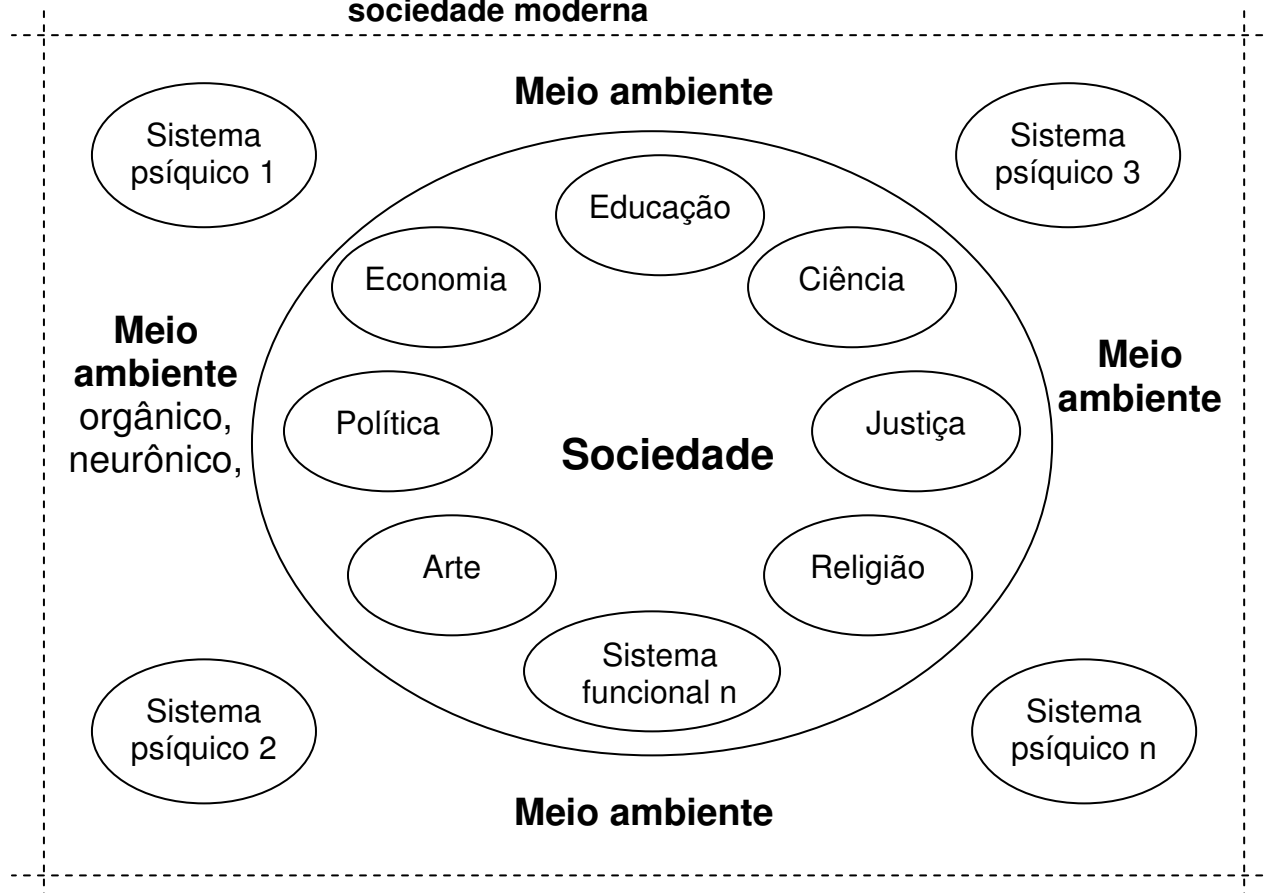 sociedade moderna
Meio ambiente
Sistema
psíquico 1
Sistema
psíquico 3
Educação
Economia
Ciência
Meio
ambiente
orgânico,
neurônico,
Meio
ambiente
Política
Justiça
Sociedade
Arte
Religião
Sistema
funcional n
Sistema
psíquico 2
Sistema
psíquico n
Meio ambiente